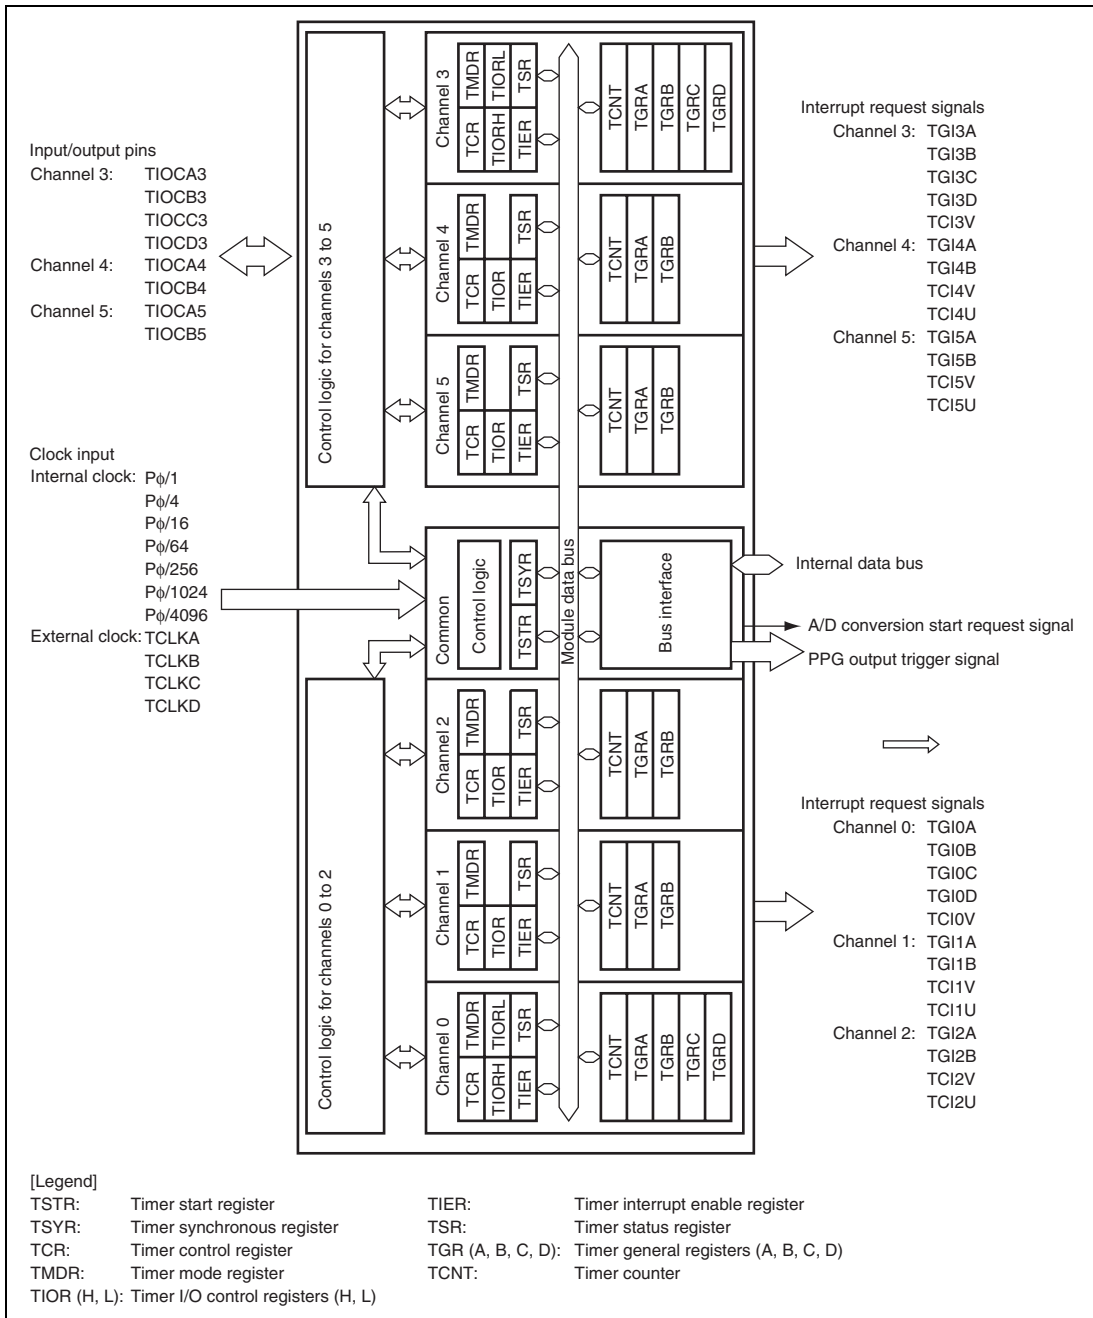 Input/output pins
Channel 3: TIOCA3
TIOCB3
TIOCC3
TIOCD3
Channel 4: TIOCA4
TIOCB4
Channel 5: TIOCA5
TIOCB5
Clock input
Internal clock: Pφ/1
Pφ/4
Pφ/16
Pφ/64
Pφ/256
Pφ/1024
Pφ/4096
External clock: TCLKA
TCLKB
TCLKC
TCLKD
Control logic for channels 3 to 5
Channel 3
TCR TMDR
TIORH TIORL
TIER TSR
TCNT
TGRA
TGRB
TGRC
TGRD
Channel 4
TCR TMDR
TIOR
TIER TSR
TCNT
TGRA
TGRB
Channel 5
TCR TMDR
TIOR
TIER TSR
TCNT
TGRA
TGRB
Common
Control logic
TSTR TSYR
Module data bus
Bus interface
Control logic for channels 0 to 2
Channel 2
TCR TMDR
TIOR
TIER TSR
TCNT
TGRA
TGRB
Channel 1
TCR TMDR
TIOR
TIER TSR
TCNT
TGRA
TGRB
Channel 0
TCR TMDR
TIORH TIORL
TIER TSR
TCNT
TGRA
TGRB
TGRC
TGRD
Interrupt request signals
Channel 3: TGI3A
TGI3B
TGI3C
TGI3D
TCI3V
Channel 4: TGI4A
TGI4B
TCI4V
TCI4U
Channel 5: TGI5A
TGI5B
TCI5V
TCI5U
Internal data bus
A/D conversion start request signal
PPG output trigger signal
Interrupt request signals
Channel 0: TGI0A
TGI0B
TGI0C
TGI0D
TCI0V
Channel 1: TGI1A
TGI1B
TCI1V
TCI1U
Channel 2: TGI2A
TGI2B
TCI2V
TCI2U
[Legend]
TSTR: Timer start register
TSYR: Timer synchronous register
TCR: Timer control register
TMDR: Timer mode register
TIOR (H, L): Timer I/O control registers (H, L)
TIER: Timer interrupt enable register
TSR: Timer status register
TGR (A, B, C, D): Timer general registers (A, B, C, D)
TCNT: Timer counter